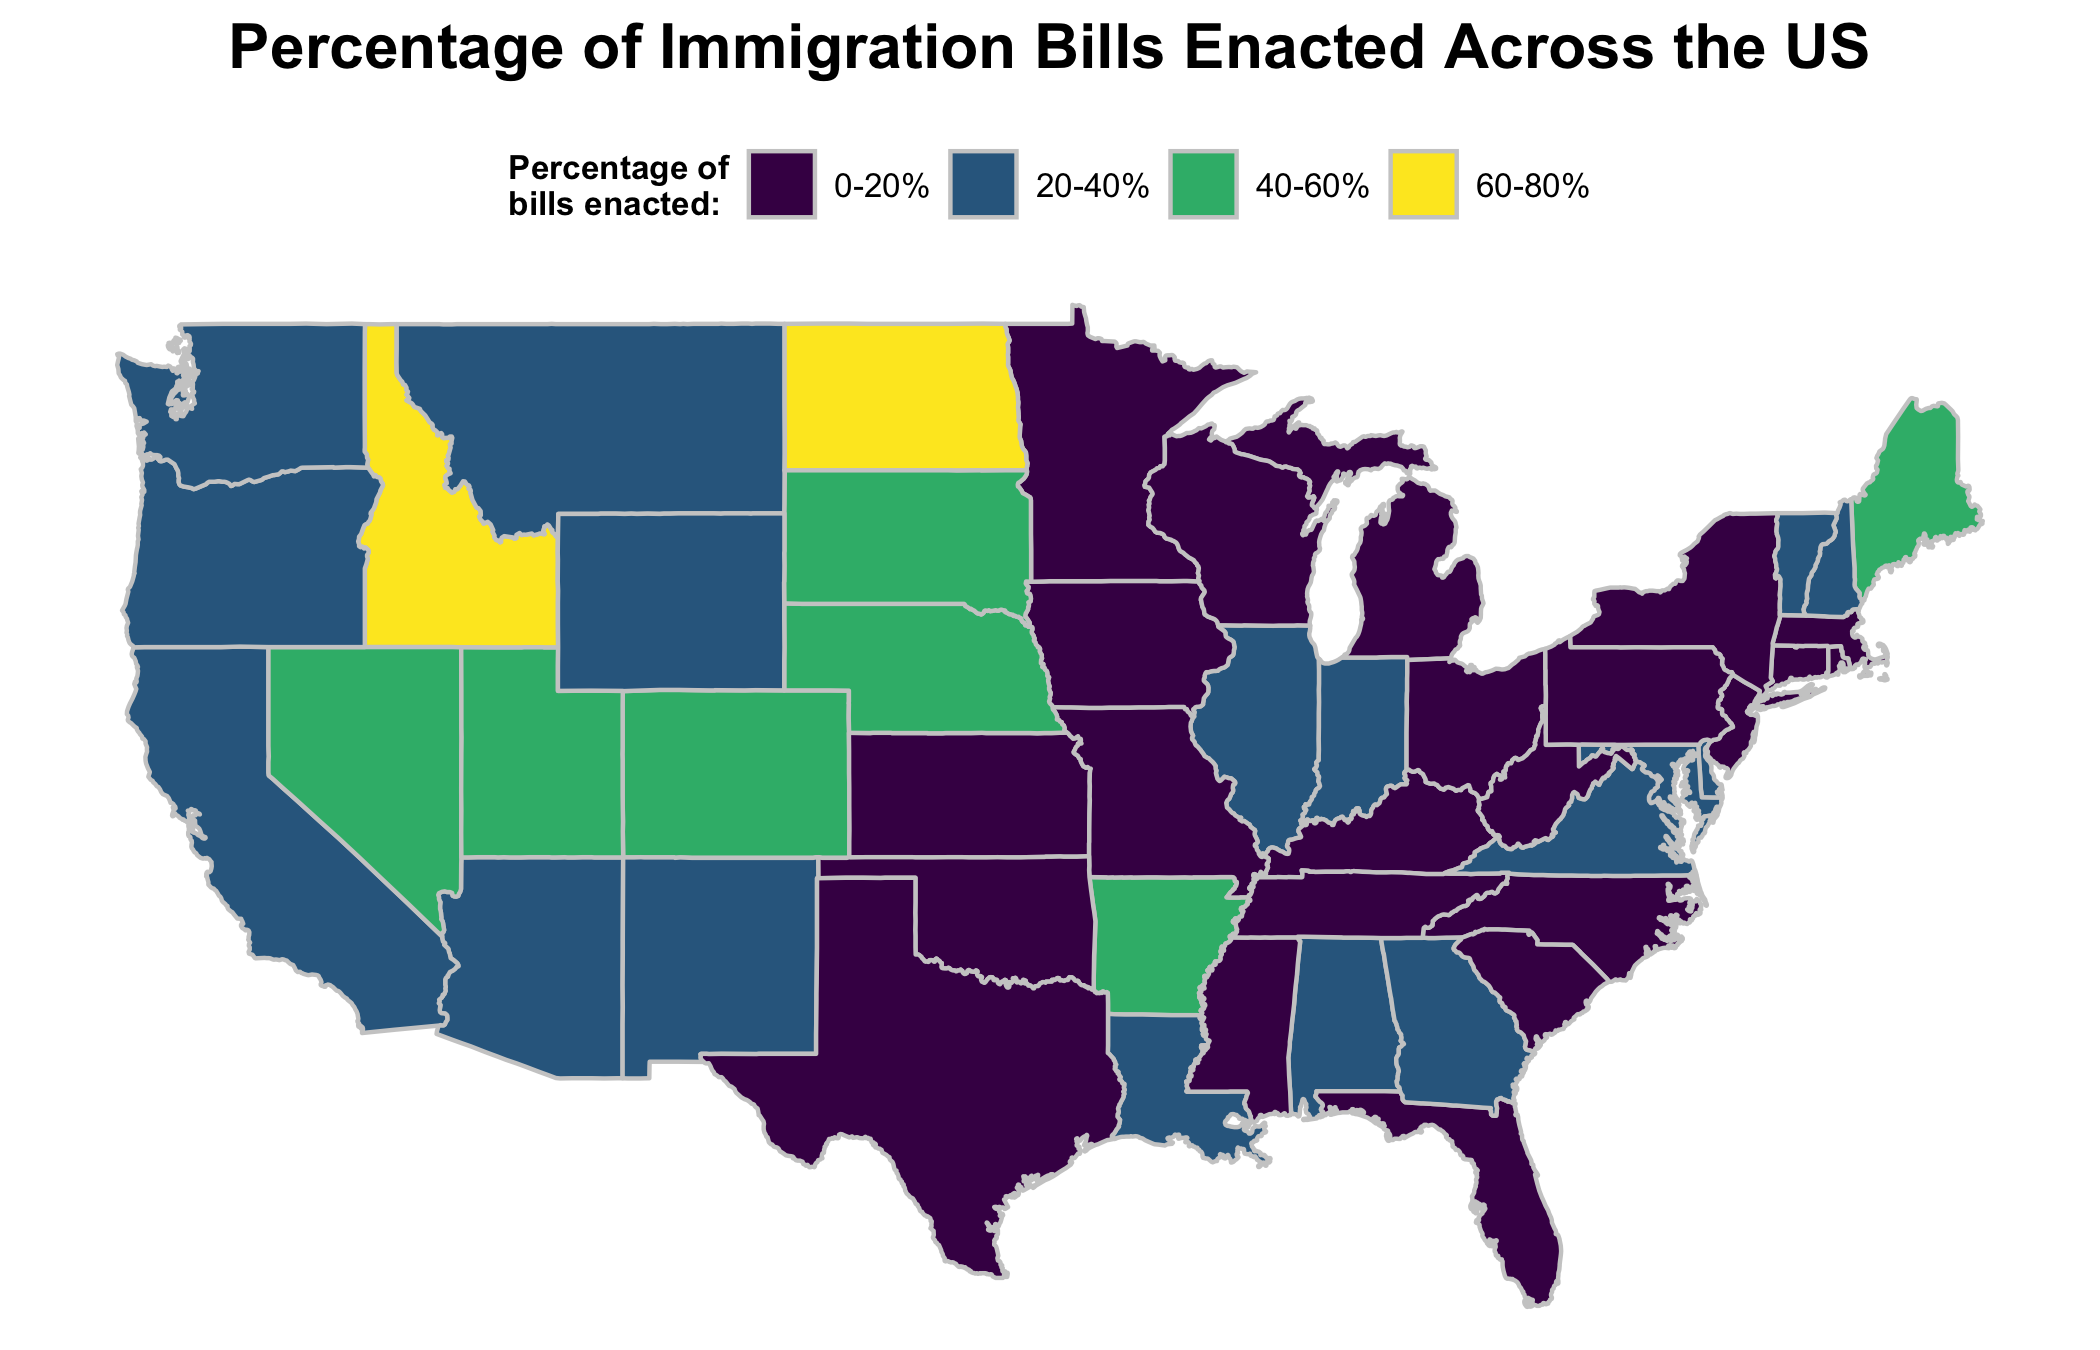 Percentage of Immigration Bills Enacted Across the US
Percentage of
bills enacted:
0-20%
20-40%
40-60%
60-80%